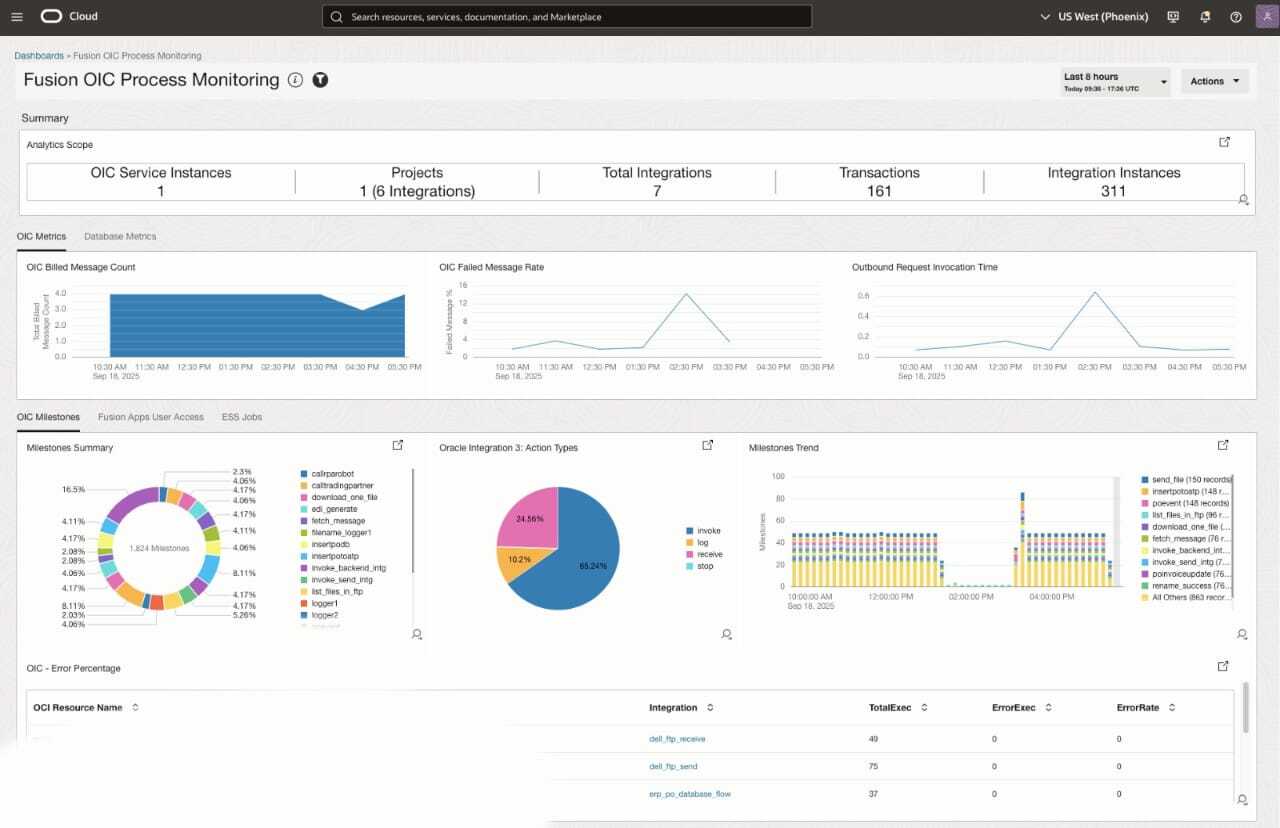 Cloud
Search resources, services, documentation, and Marketplace
US West (Phoenix)
Dashboards » Fusion OIC Process Monitoring
Fusion OIC Process Monitoring
Last 8 hours
Today 09:36 - 17:36 UTC
Actions
Summary
Analytics Scope
OIC Service Instances
1
Projects
1 (6 Integrations)
Total Integrations
7
Transactions
161
Integration Instances
311
OIC Metrics
Database Metrics
OIC Billed Message Count
Total Billed
Message Count
4.0
3.0
2.0
1.0
0.0
10:30 AM 11:30 AM 12:30 PM 01:30 PM 02:30 PM 03:30 PM 04:30 PM 05:30 PM
Sep 18, 2025
OIC Failed Message Rate
Failed Message %
16
12
8
4
0
10:30 AM 11:30 AM 12:30 PM 01:30 PM 02:30 PM 03:30 PM 04:30 PM 05:30 PM
Sep 18, 2025
Outbound Request Invocation Time
0.6
0.4
0.2
0.0
10:30 AM 11:30 AM 12:30 PM 01:30 PM 02:30 PM 03:30 PM 04:30 PM 05:30 PM
Sep 18, 2025
OIC Milestones
Fusion Apps User Access
ESS Jobs
Milestones Summary
16.5%
4.11%
4.17%
2.08%
2.08%
4.06%
8.11%
2.03%
4.06%
1,824 Milestones
2.3%
4.06%
4.17%
4.06%
4.17%
4.11%
4.06%
8.11%
4.17%
4.17%
5.26%
callrparobot
calltradingpartner
download_one_file
edi_generate
fetch_message
filename_logger1
insertpodb
insertpotoatp
invoke_backend_intg
invoke_send_intg
list_files_in_ftp
logger1
logger2
Oracle Integration 3: Action Types
24.56%
10.2%
65.24%
invoke
log
receive
stop
Milestones Trend
Milestones
100
80
60
40
20
0
10:00:00 AM 12:00:00 PM 02:00:00 PM 04:00:00 PM
Sep 18, 2025
send_file (150 records)
insertpotoatp (148 r...
poevent (148 records)
list_files_in_ftp (96 r...
download_one_file (...
fetch_message (76 r...
invoke_backend_int...
invoke_send_intg (7...
poinvoiceupdate (76...
rename_success (76...
All Others (863 recor...
OIC - Error Percentage
OCI Resource Name
Integration
TotalExec
ErrorExec
ErrorRate
dell_ftp_receive 49 0 0
dell_ftp_send 75 0 0
erp_po_database_flow 37 0 0